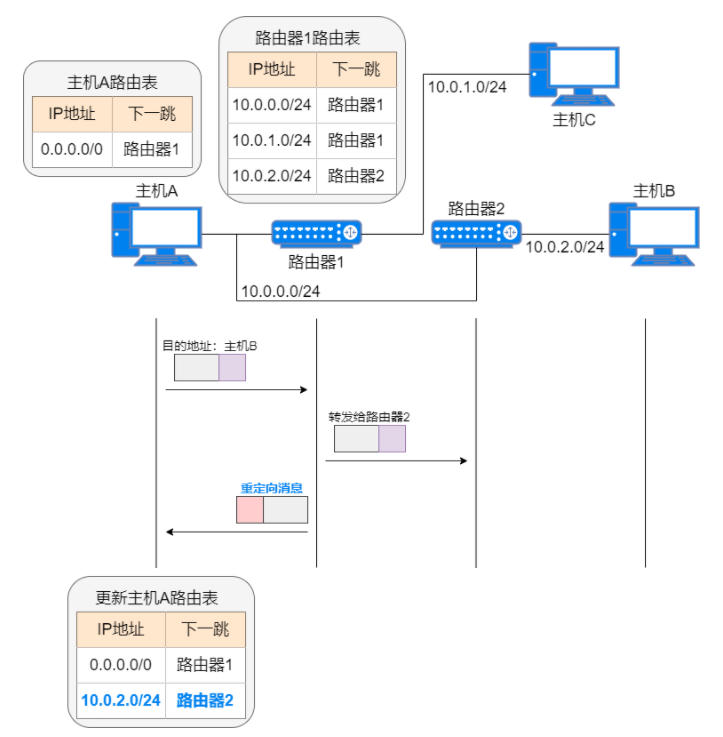 路由器1路由表
IP地址 下一跳
10.0.0.0/24 路由器1
10.0.1.0/24 路由器1
10.0.2.0/24 路由器2
主机A路由表
IP地址 下一跳
0.0.0.0/0 路由器1
10.0.1.0/24
主机C
主机A
路由器1
路由器2
主机B
10.0.2.0/24
10.0.0.0/24
目的地址：主机B
转发给路由器2
重定向消息
更新主机A路由表
IP地址 下一跳
0.0.0.0/0 路由器1
10.0.2.0/24 路由器2